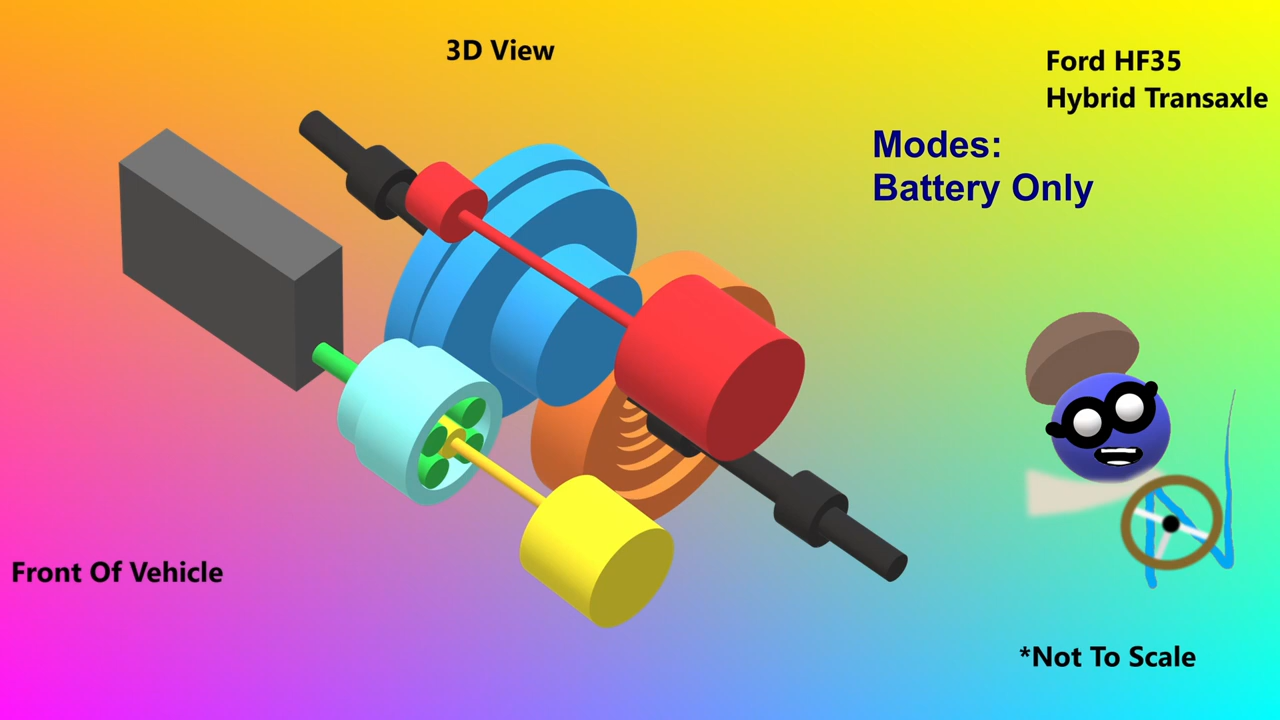 3D View
Ford HF35
Hybrid Transaxle
Modes:
Battery Only
N
Front Of Vehicle
*Not To Scale